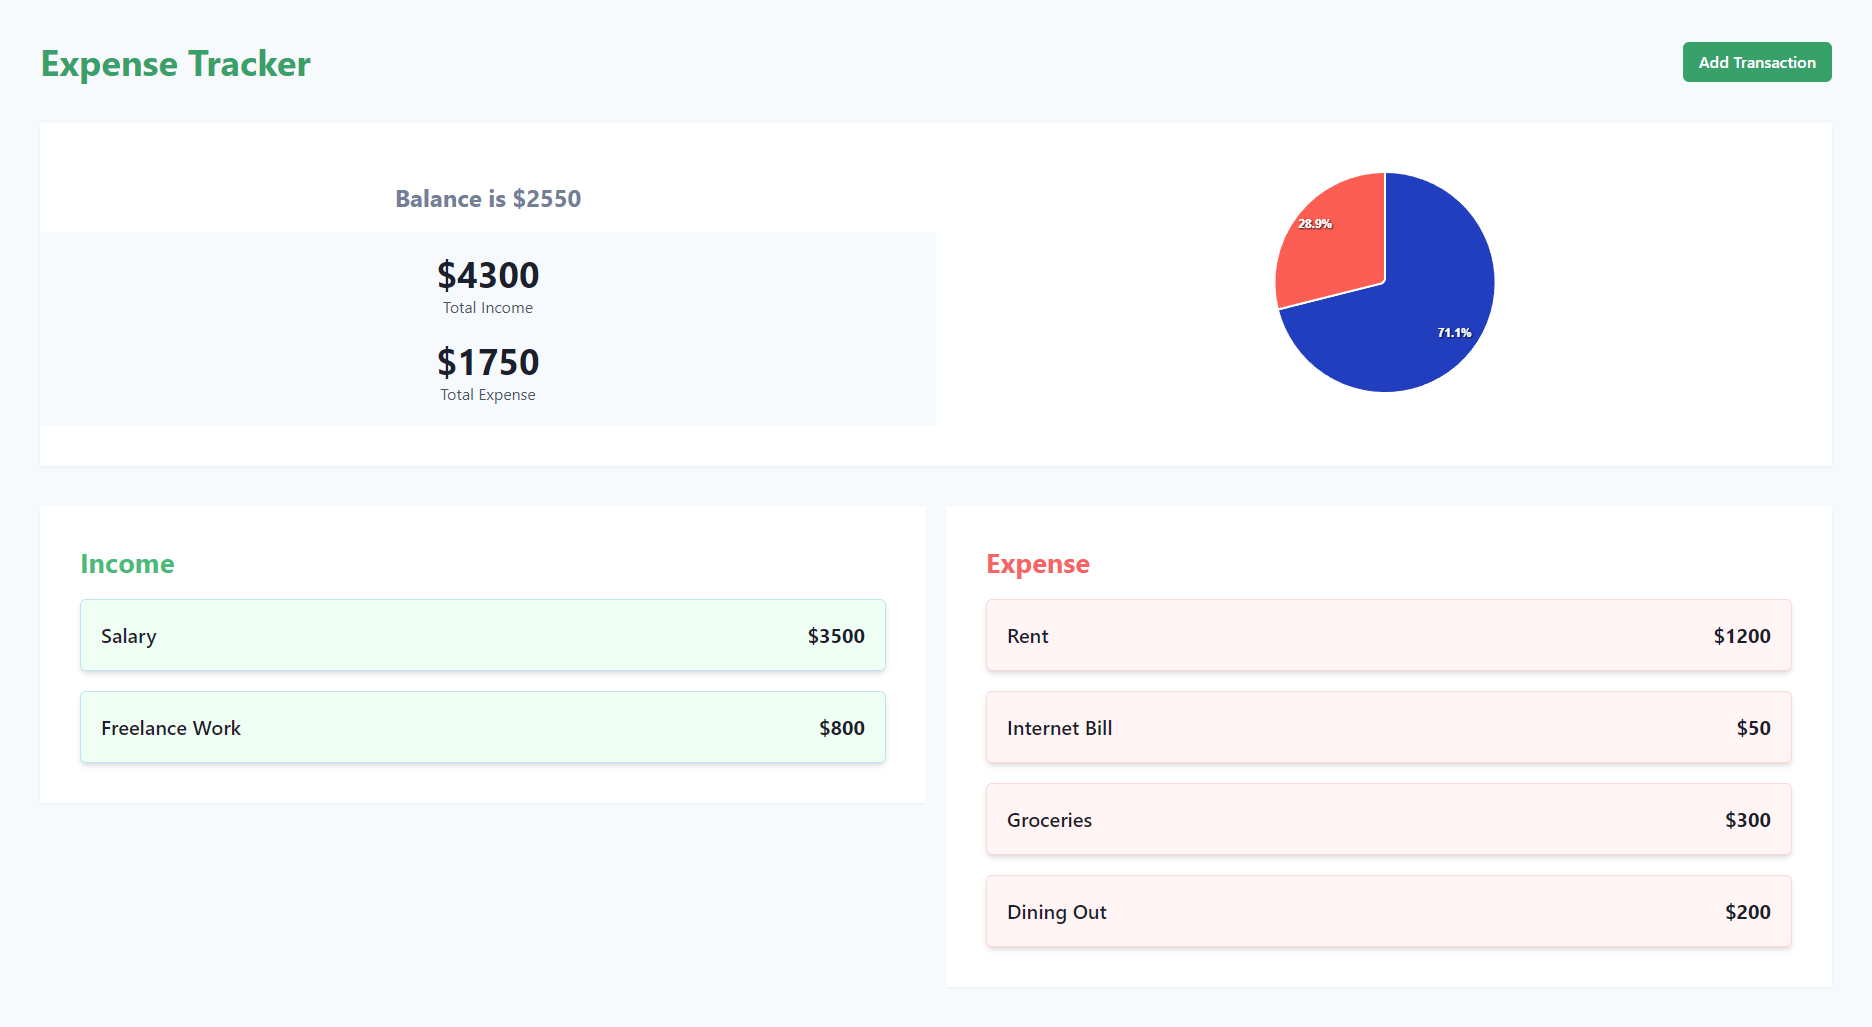 Expense Tracker
Add Transaction
Balance is $2550
$4300
Total Income
$1750
Total Expense
28.9%
71.1%
Income
Salary $3500
Freelance Work $800
Expense
Rent $1200
Internet Bill $50
Groceries $300
Dining Out $200